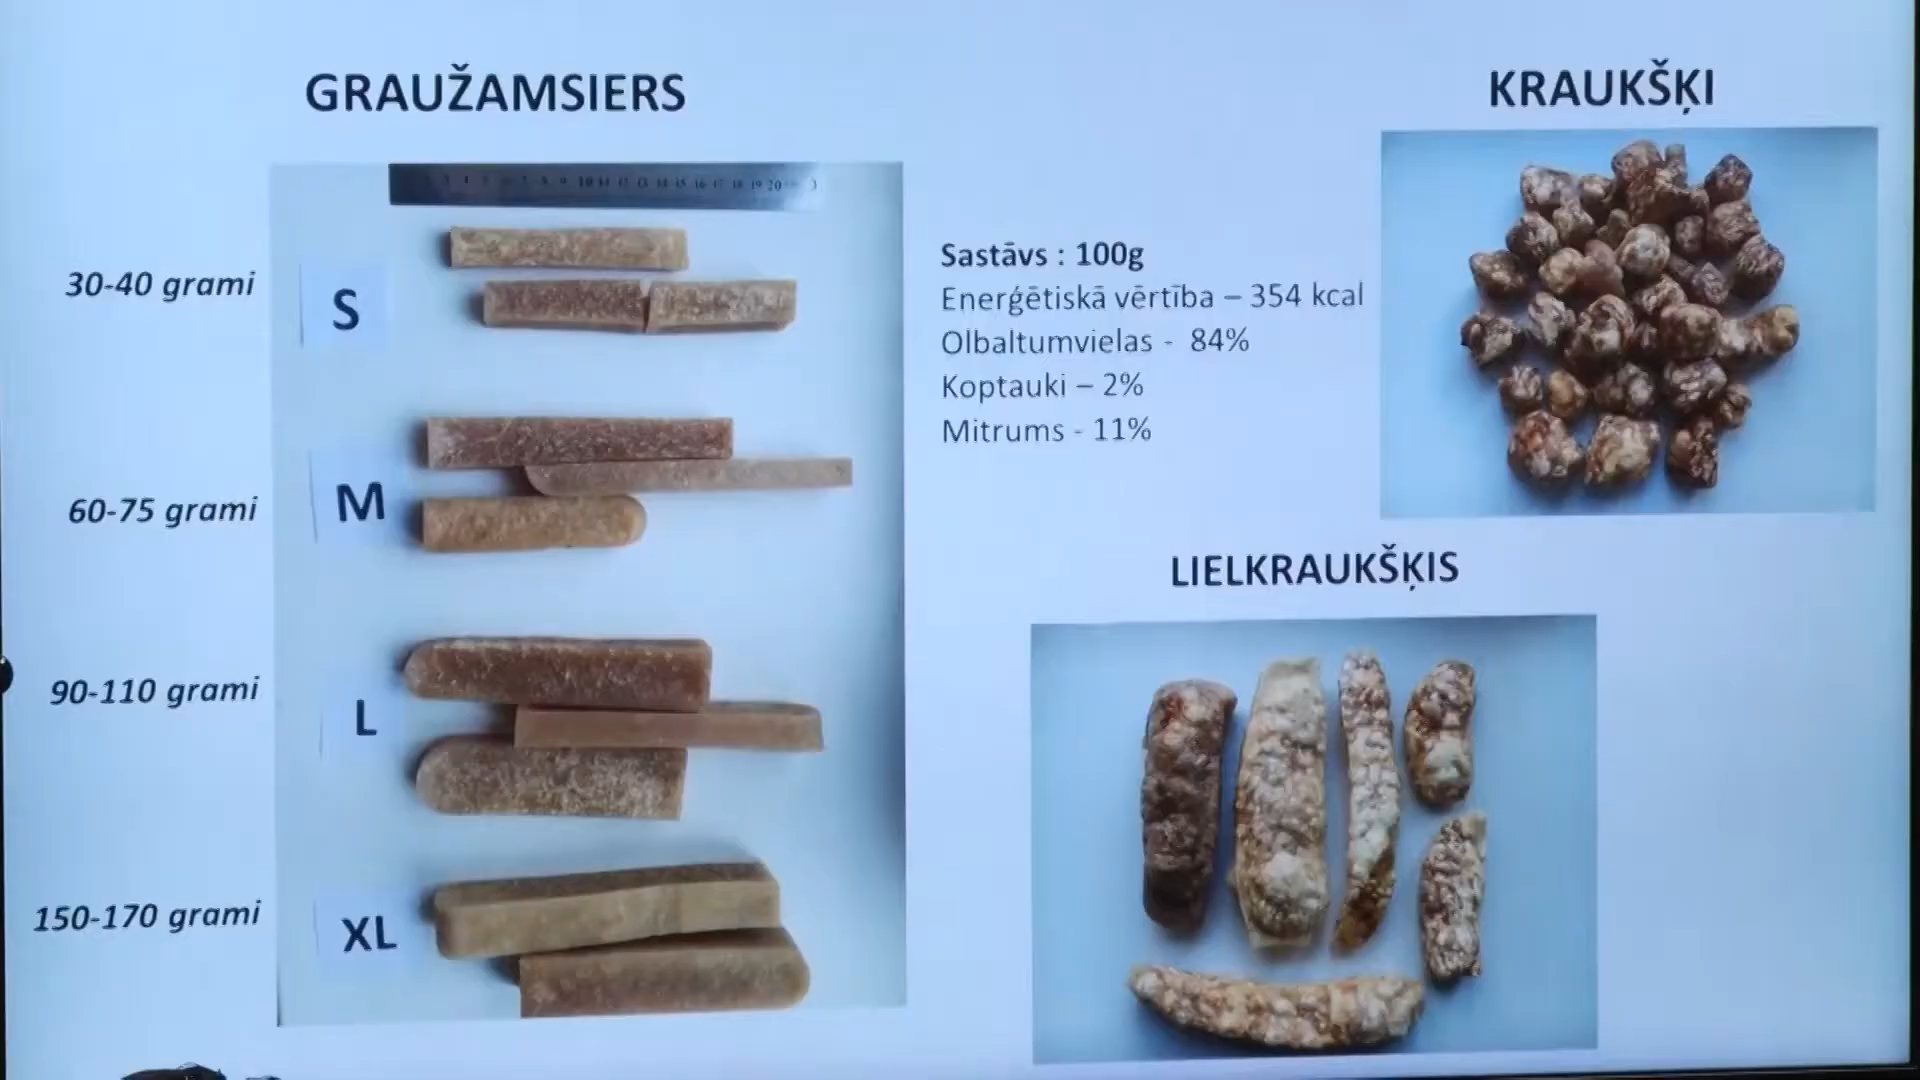 GRAUŽAMSIERS
KRAUKŠĶI
30-40 grami
S
Sastāvs : 100g
Enerģētiskā vērtība – 354 kcal
Olbaltumvielas - 84%
Koptauki – 2%
Mitrums - 11%
60-75 grami
M
LIELKRAUKŠĶIS
90-110 grami
L
150-170 grami
XL